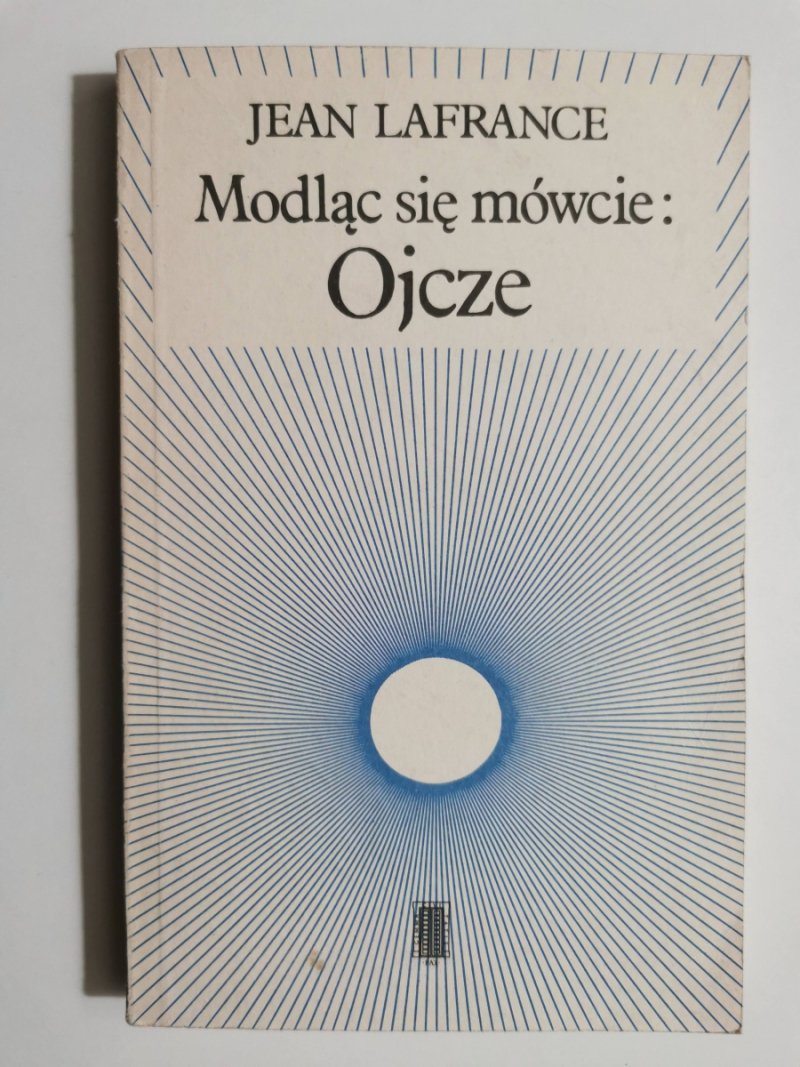 JEAN LAFRANCE
Modląc się mówcie:
Ojcze